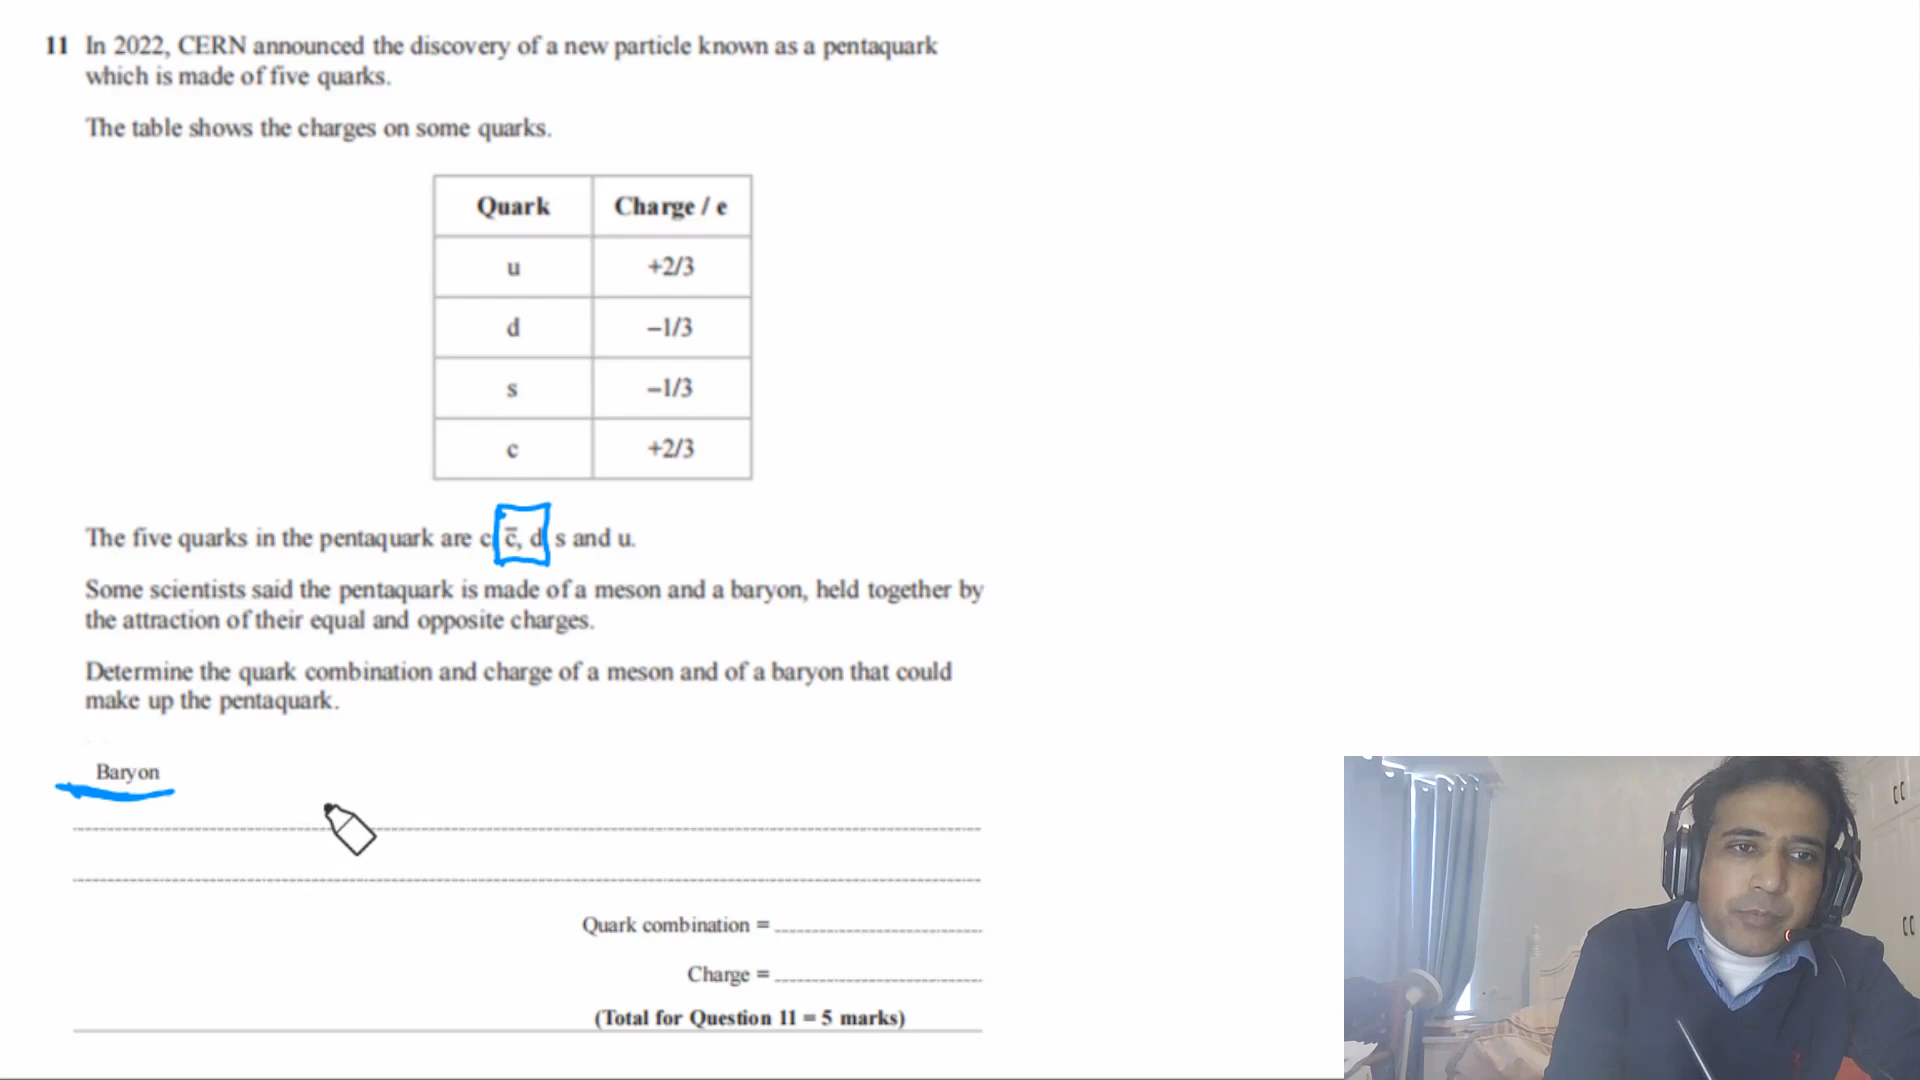 11 In 2022, CERN announced the discovery of a new particle known as a pentaquark
which is made of five quarks.
The table shows the charges on some quarks.
Quark Charge / e
u +2/3
d –1/3
s –1/3
c +2/3
The five quarks in the pentaquark are c c̄, d s and u.
Some scientists said the pentaquark is made of a meson and a baryon, held together by
the attraction of their equal and opposite charges.
Determine the quark combination and charge of a meson and of a baryon that could
make up the pentaquark.
Baryon
Quark combination =
Charge =
(Total for Question 11 = 5 marks)